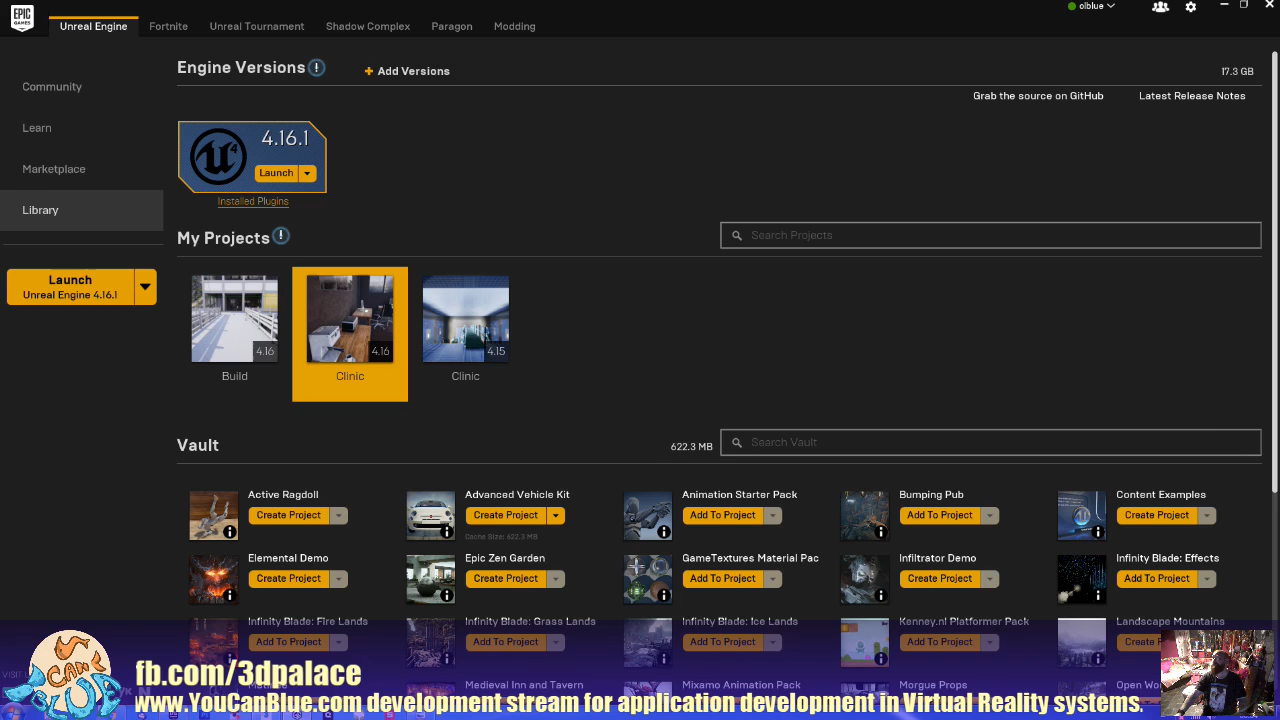 EPIC GAMES
Unreal Engine Fortnite Unreal Tournament Shadow Complex Paragon Modding
olblue
Community
Learn
Marketplace
Library
Launch
Unreal Engine 4.16.1
Engine Versions
+ Add Versions
17.3 GB
Grab the source on GitHub Latest Release Notes
4.16.1
Launch
Installed Plugins
My Projects
Search Projects
4.16 4.16 4.15
Build Clinic Clinic
Vault
622.3 MB
Search Vault
Active Ragdoll Advanced Vehicle Kit Animation Starter Pack Bumping Pub Content Examples
Create Project Create Project Add To Project Add To Project Create Project
Cache Size: 622.3 MB
Elemental Demo Epic Zen Garden GameTextures Material Pac Infiltrator Demo Infinity Blade: Effects
Create Project Create Project Add To Project Create Project Add To Project
Infinity Blade: Fire Lands Infinity Blade: Grass Lands Infinity Blade: Ice Lands Kenney.nl Platformer Pack Landscape Mountains
Add To Project Add To Project Add To Project Add To Project
Medieval Inn and Tavern Mixamo Animation Pack Morgue Props
CAN
fb.com/3dpalace
www.YouCanBlue.com development stream for application development in Virtual Reality systems.